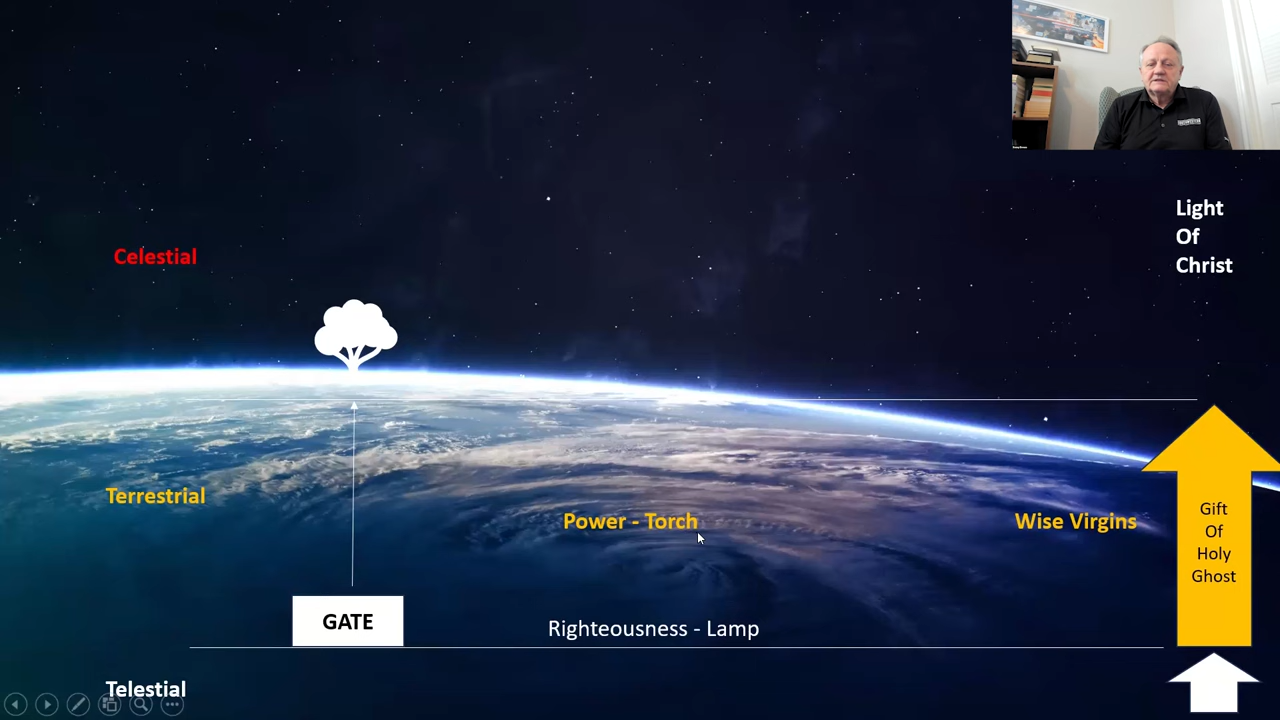 Light
Of
Christ
Celestial
Terrestrial
Power - Torch
Wise Virgins
Gift
Of
Holy
Ghost
GATE
Righteousness - Lamp
Telestial